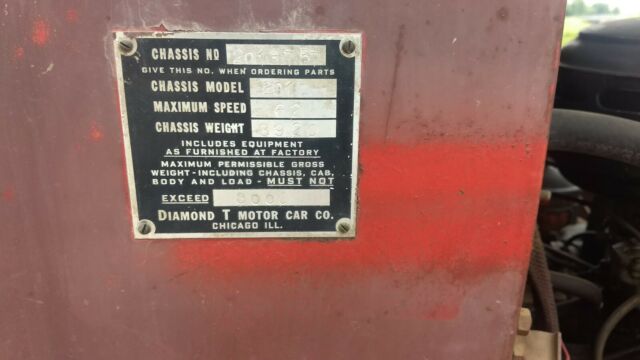 CHASSIS NO
GIVE THIS NO. WHEN ORDERING PARTS
CHASSIS MODEL 201
MAXIMUM SPEED
CHASSIS WEIGHT
INCLUDES EQUIPMENT
AS FURNISHED AT FACTORY
MAXIMUM PERMISSIBLE GROSS
WEIGHT-INCLUDING CHASSIS, CAB,
BODY AND LOAD - MUST NOT
EXCEED
DIAMOND T MOTOR CAR CO.
CHICAGO ILL.